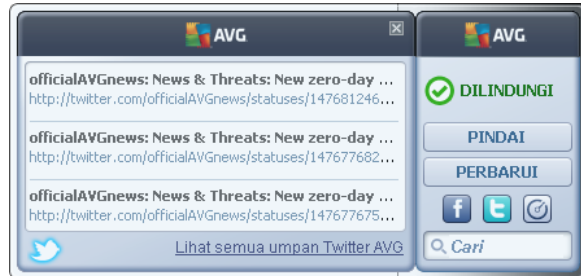 AVG
officialAVGnews: News & Threats: New zero-day ...
http://twitter.com/officialAVGnews/statuses/147681246...
officialAVGnews: News & Threats: New zero-day ...
http://twitter.com/officialAVGnews/statuses/147677682...
officialAVGnews: News & Threats: New zero-day ...
http://twitter.com/officialAVGnews/statuses/147677675...
Lihat semua umpan Twitter AVG
AVG
DILINDUNGI
PINDAI
PERBARUI
Cari